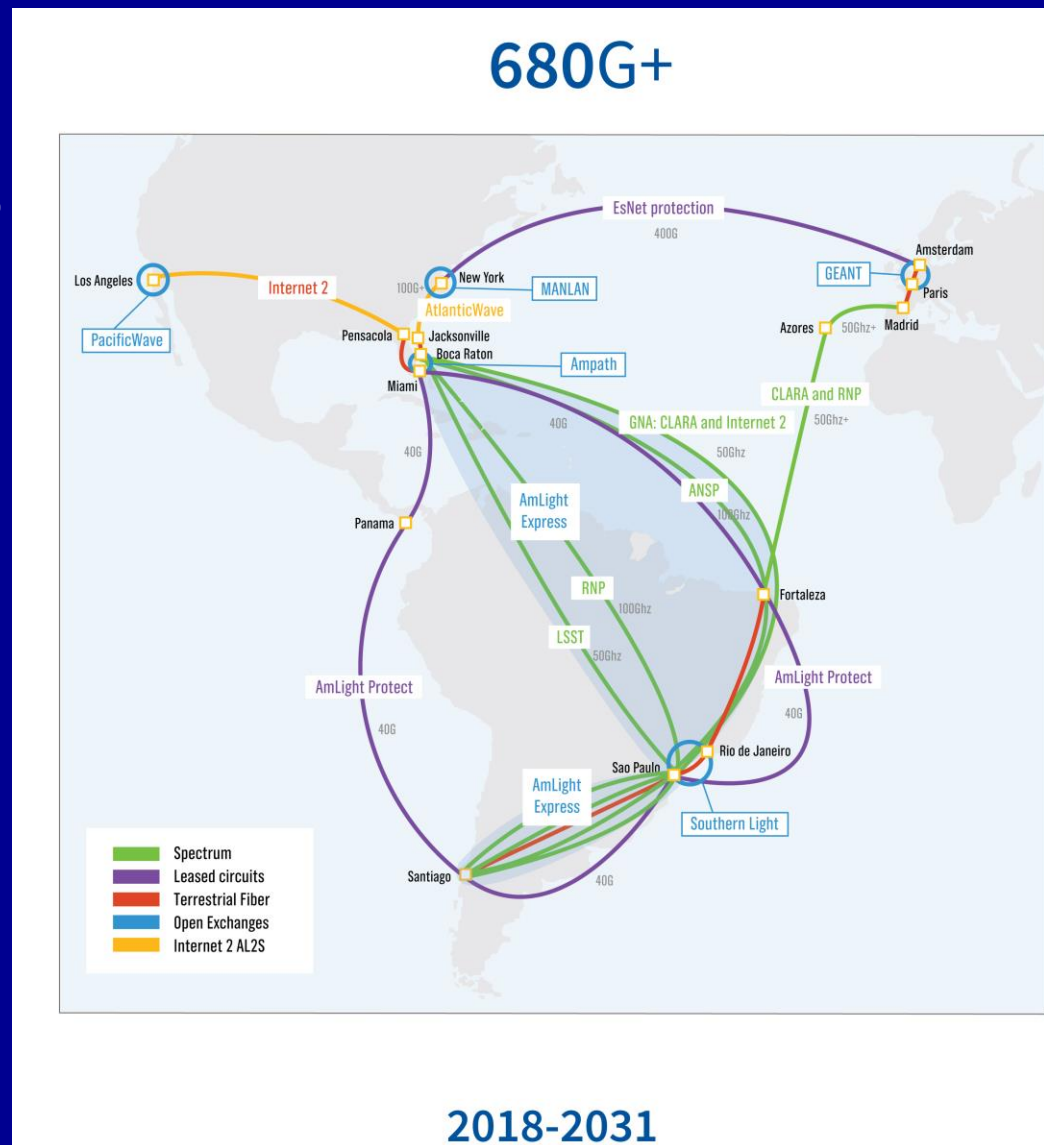 680G+
EsNet protection
400G
Amsterdam
GEANT
Los Angeles
New York
Paris
Internet 2
100G+
MANLAN
AtlanticWave
PacificWave
Pensacola
Jacksonville
Azores
50Ghz+
Madrid
Boca Raton
Ampath
Miami
CLARA and RNP
GNA: CLARA and Internet 2
50Ghz+
40G
40G
50Ghz
ANSP
AmLight
Express
100Ghz
Panama
RNP
Fortaleza
100Ghz
LSST
50Ghz
AmLight Protect
AmLight Protect
40G
40G
Rio de Janeiro
Sao Paulo
AmLight
Express
Southern Light
Santiago
40G
Spectrum
Leased circuits
Terrestrial Fiber
Open Exchanges
Internet 2 AL2S
2018-2031